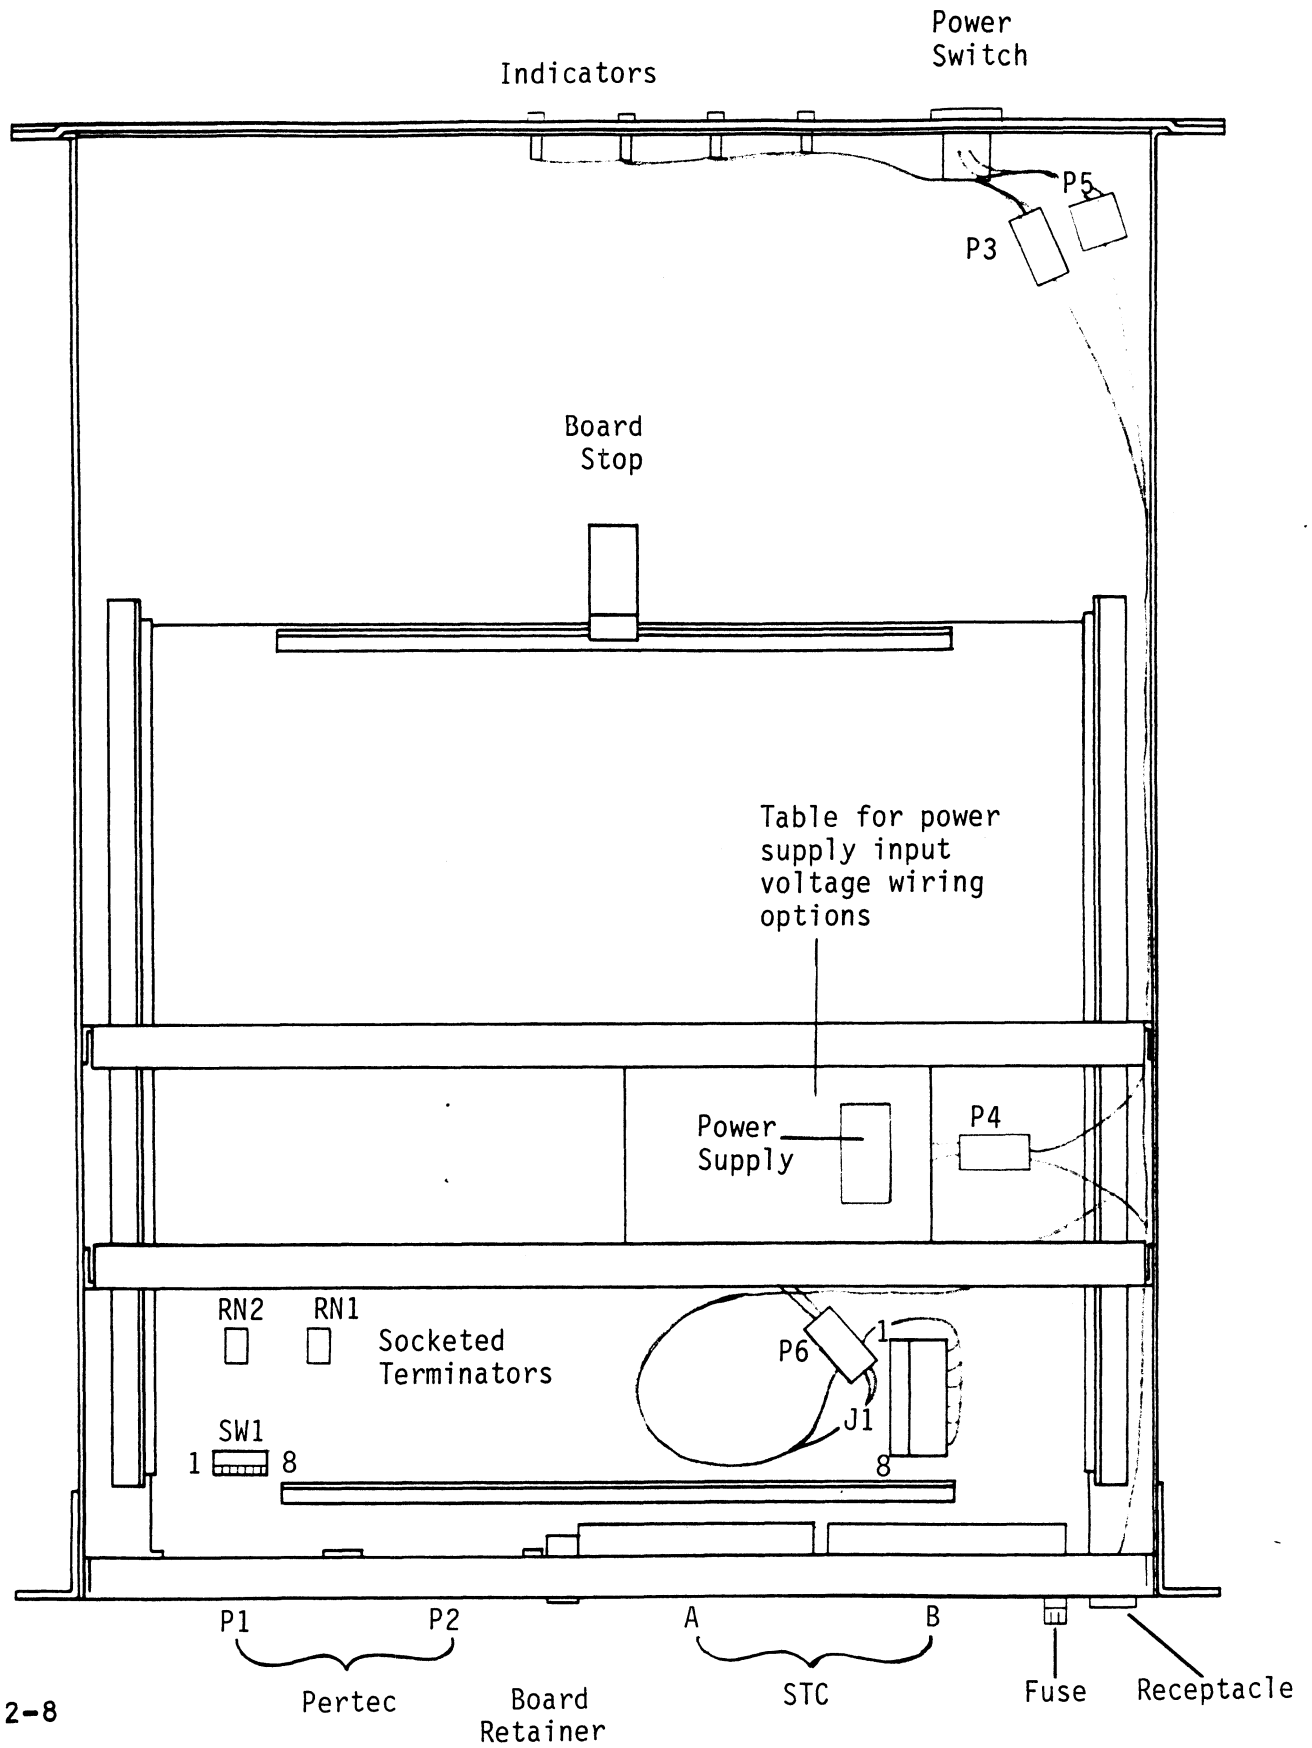 Power
Switch
Indicators
P5
P3
Board
Stop
Table for power
supply input
voltage wiring
options
P4
Power
Supply
RN2 RN1
Socketed
Terminators
1
P6
J1
SW1
1 8
8
P1 P2 A B
Pertec
Board
Retainer
STC
Fuse
Receptacle
2-8